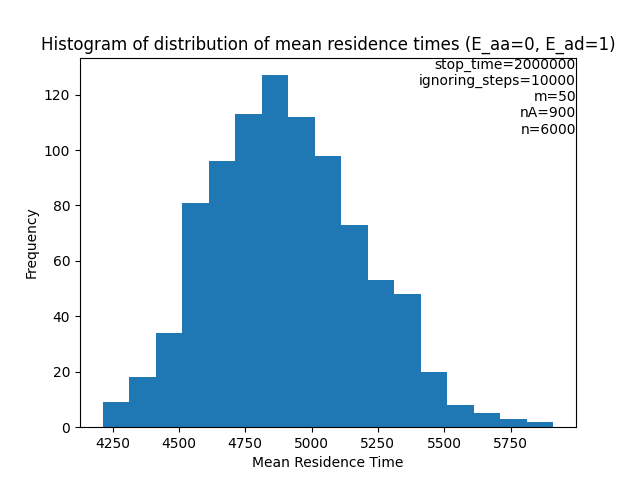 Histogram of distribution of mean residence times (E_aa=0, E_ad=1)
stop_time=2000000
ignoring_steps=10000
m=50
nA=900
n=6000
120
100
80
60
40
20
0
Frequency
4250 4500 4750 5000 5250 5500 5750
Mean Residence Time